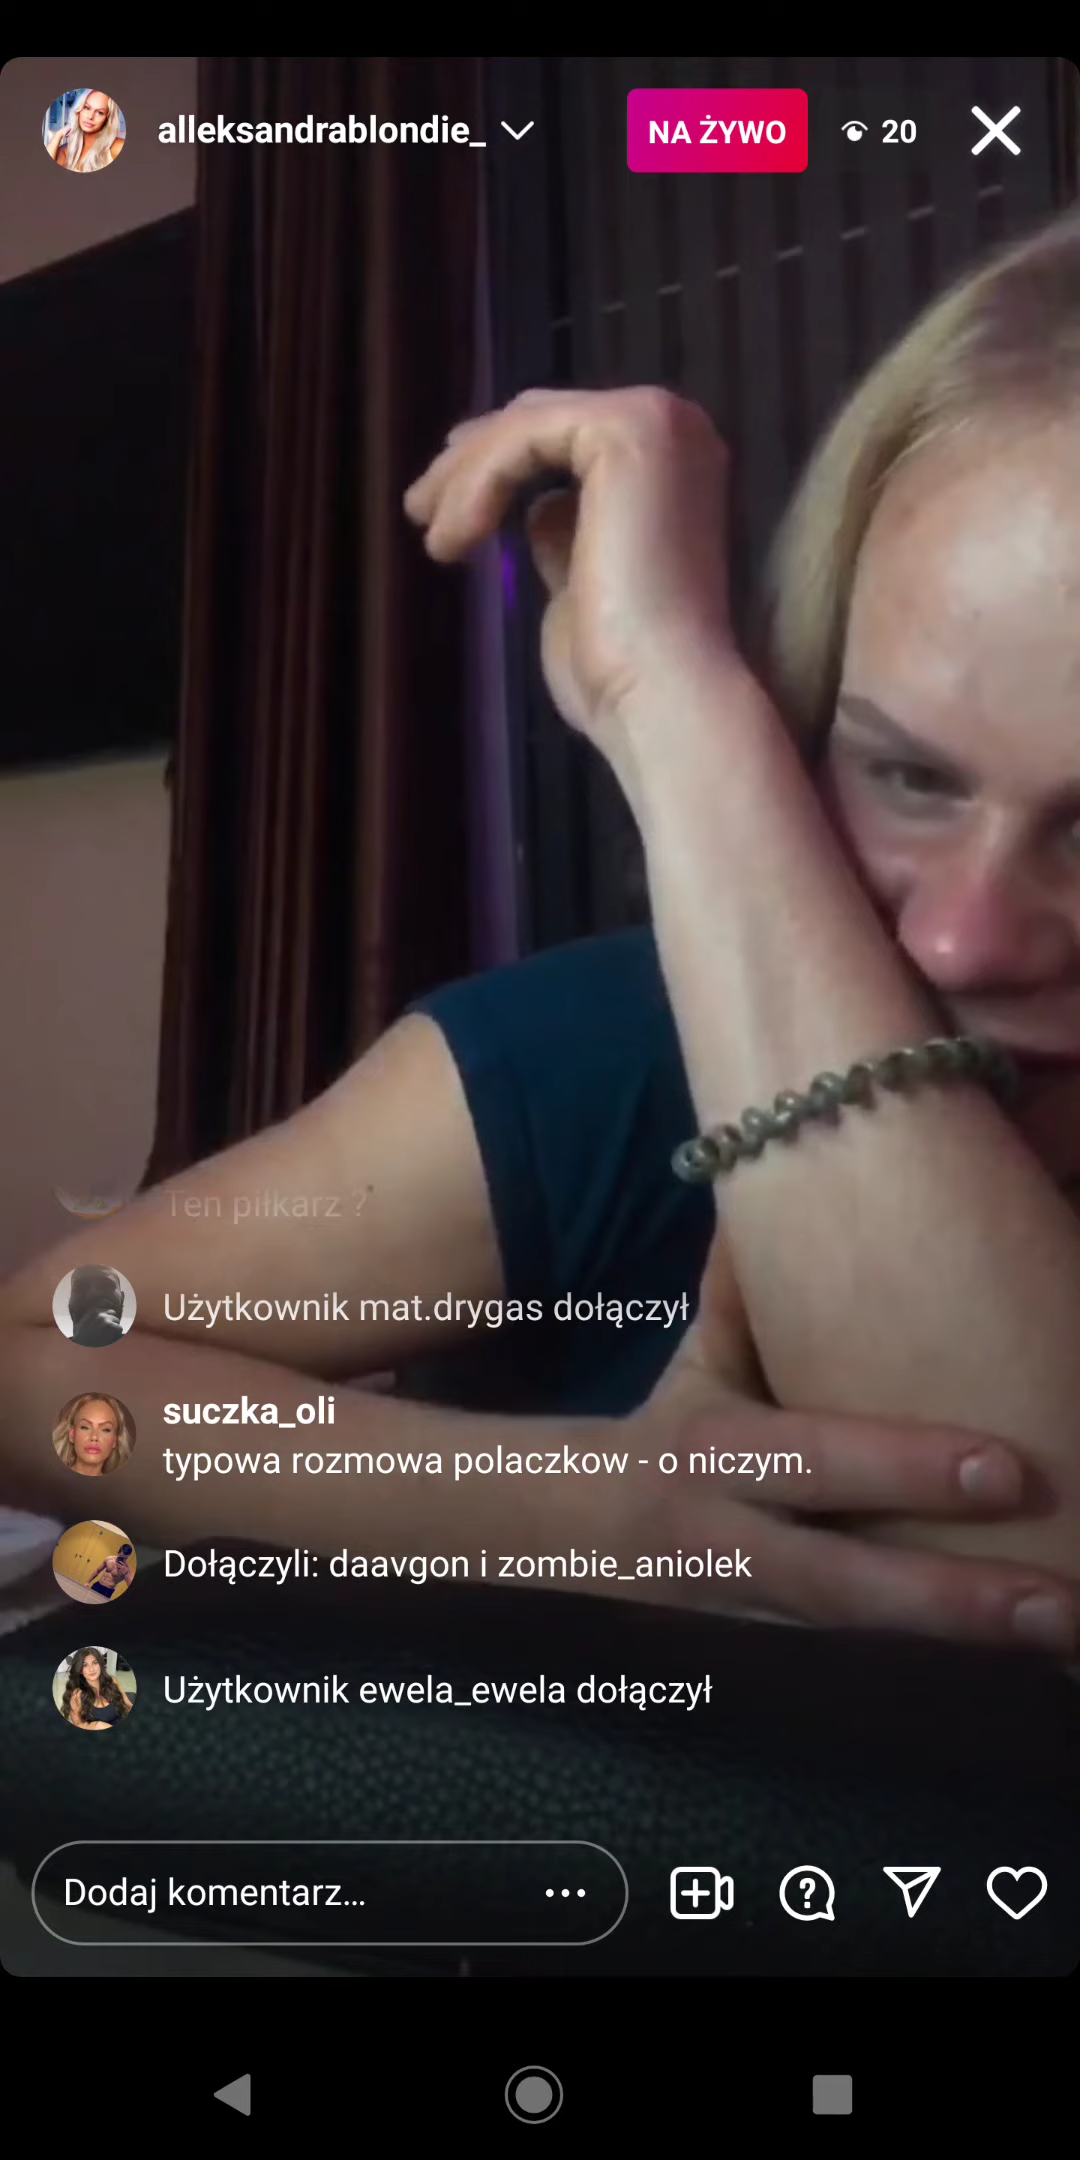 alleksandrablondie_
NA ŻYWO
20
Ten piłkarz ?
Użytkownik mat.drygas dołączył
suczka_oli
typowa rozmowa polaczkow - o niczym.
Dołączyli: daavgon i zombie_aniolek
Użytkownik ewela_ewela dołączył
Dodaj komentarz...